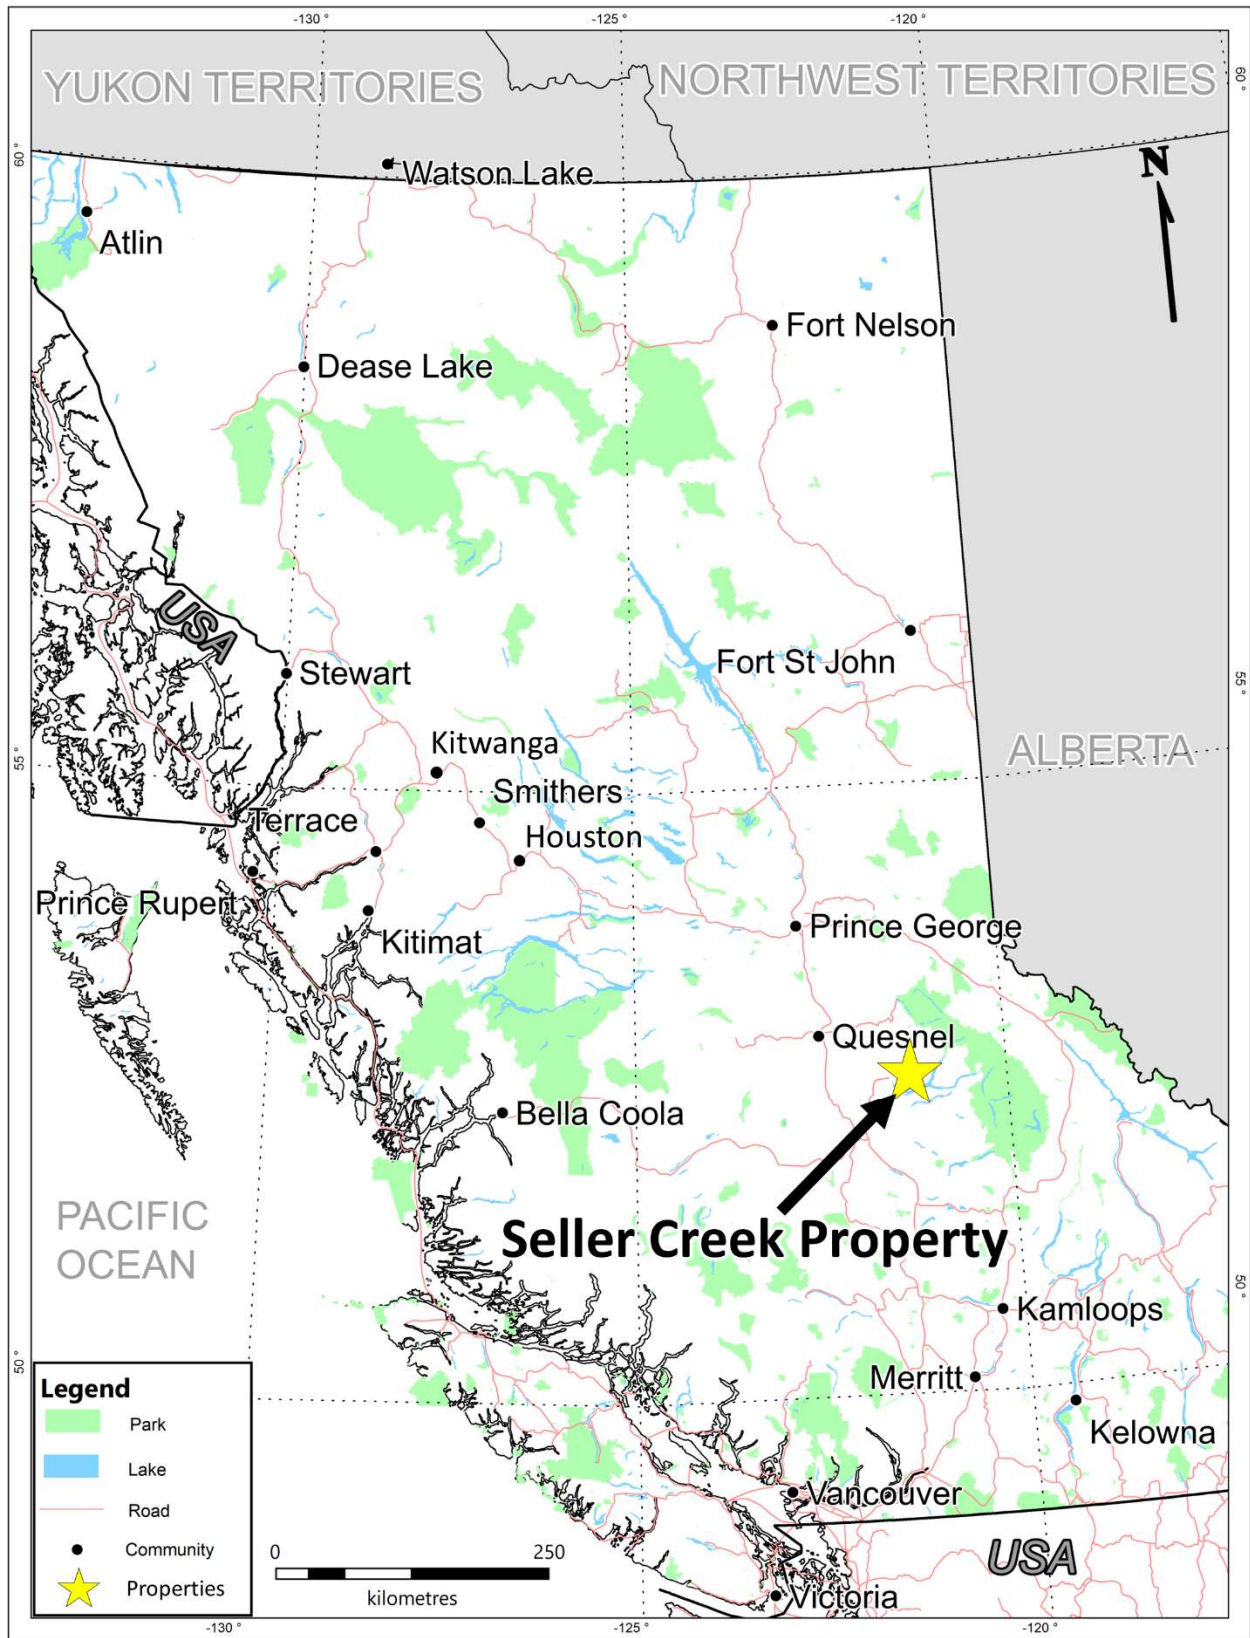 -130 °
-125 °
-120 °
YUKON TERRITORIES
NORTHWEST TERRITORIES
60 °
60 °
N
Watson Lake
Atlin
Fort Nelson
Dease Lake
USA
Fort St John
Stewart
55 °
Kitwanga
ALBERTA
55 °
Smithers
Terrace
Houston
Prince Rupert
Prince George
Kitimat
Quesnel
Bella Coola
PACIFIC
OCEAN
Seller Creek Property
50 °
Kamloops
50 °
Merritt
Kelowna
Legend
Park
Lake
Road
Community
Properties
0
250
kilometres
Vancouver
USA
Victoria
-130 °
-125 °
-120 °